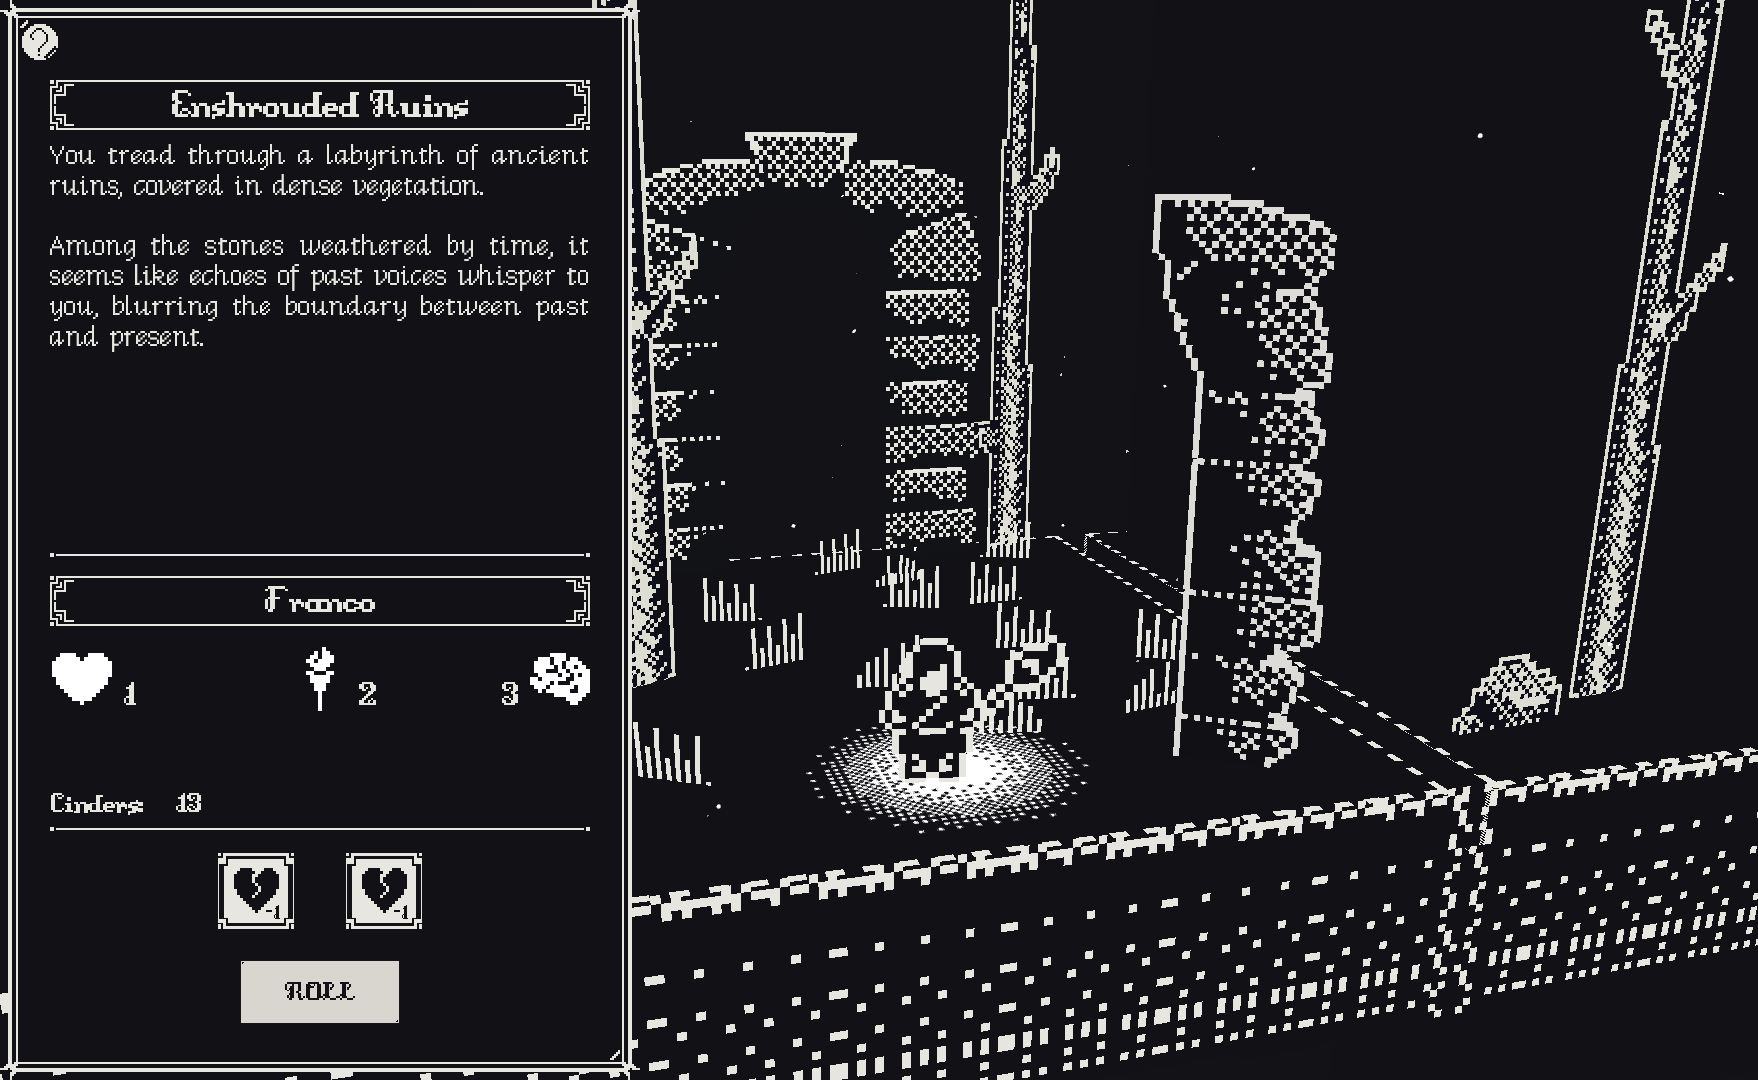 ?
Enshrouded Ruins
You tread through a labyrinth of ancient
ruins, covered in dense vegetation.
Among the stones weathered by time, it
seems like echoes of past voices whisper to
you, blurring the boundary between past
and present.
Franco
1 2 3
Cinders: 13
-1 -1
ROLL